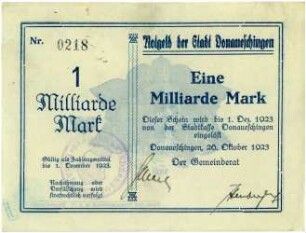 Nr. 0218
1
Milliarde
Mark
Gültig als Zahlungsmittel
bis 1. Dezember 1923.
Nachahmung oder
Verfälschung wird
strafrechtlich verfolgt.
Notgeld der Stadt Donaueschingen
Eine
Milliarde Mark
Dieser Schein wird bis 1. Dez. 1923
von der Stadtkasse Donaueschingen
eingelöst
Donaueschingen, 26. Oktober 1923
Der Gemeinderat